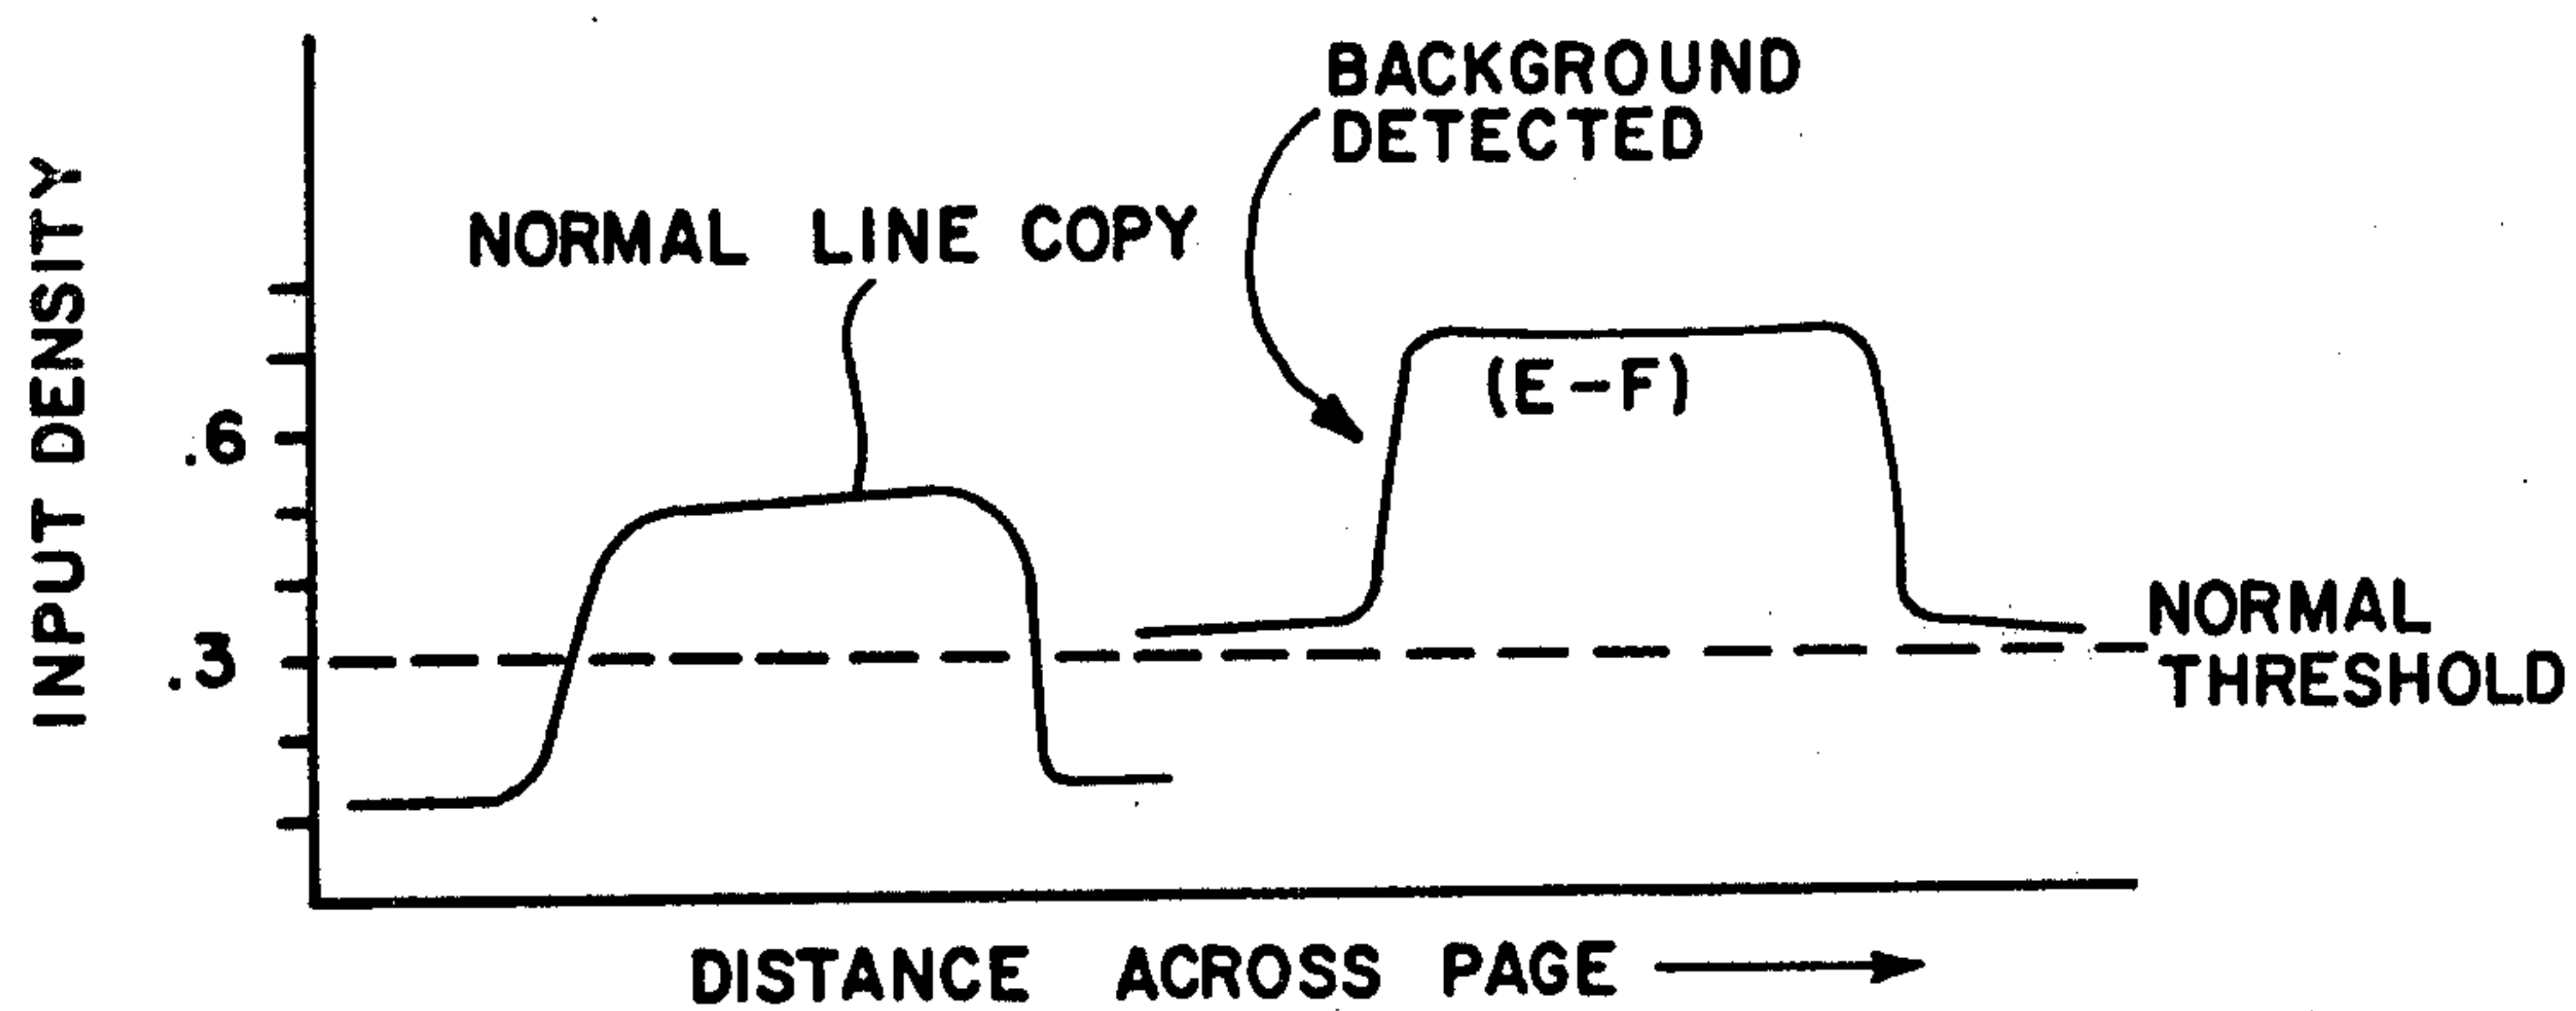 BACKGROUND
DETECTED
NORMAL LINE COPY
(E-F)
INPUT DENSITY
.6
.3
NORMAL
THRESHOLD
DISTANCE ACROSS PAGE